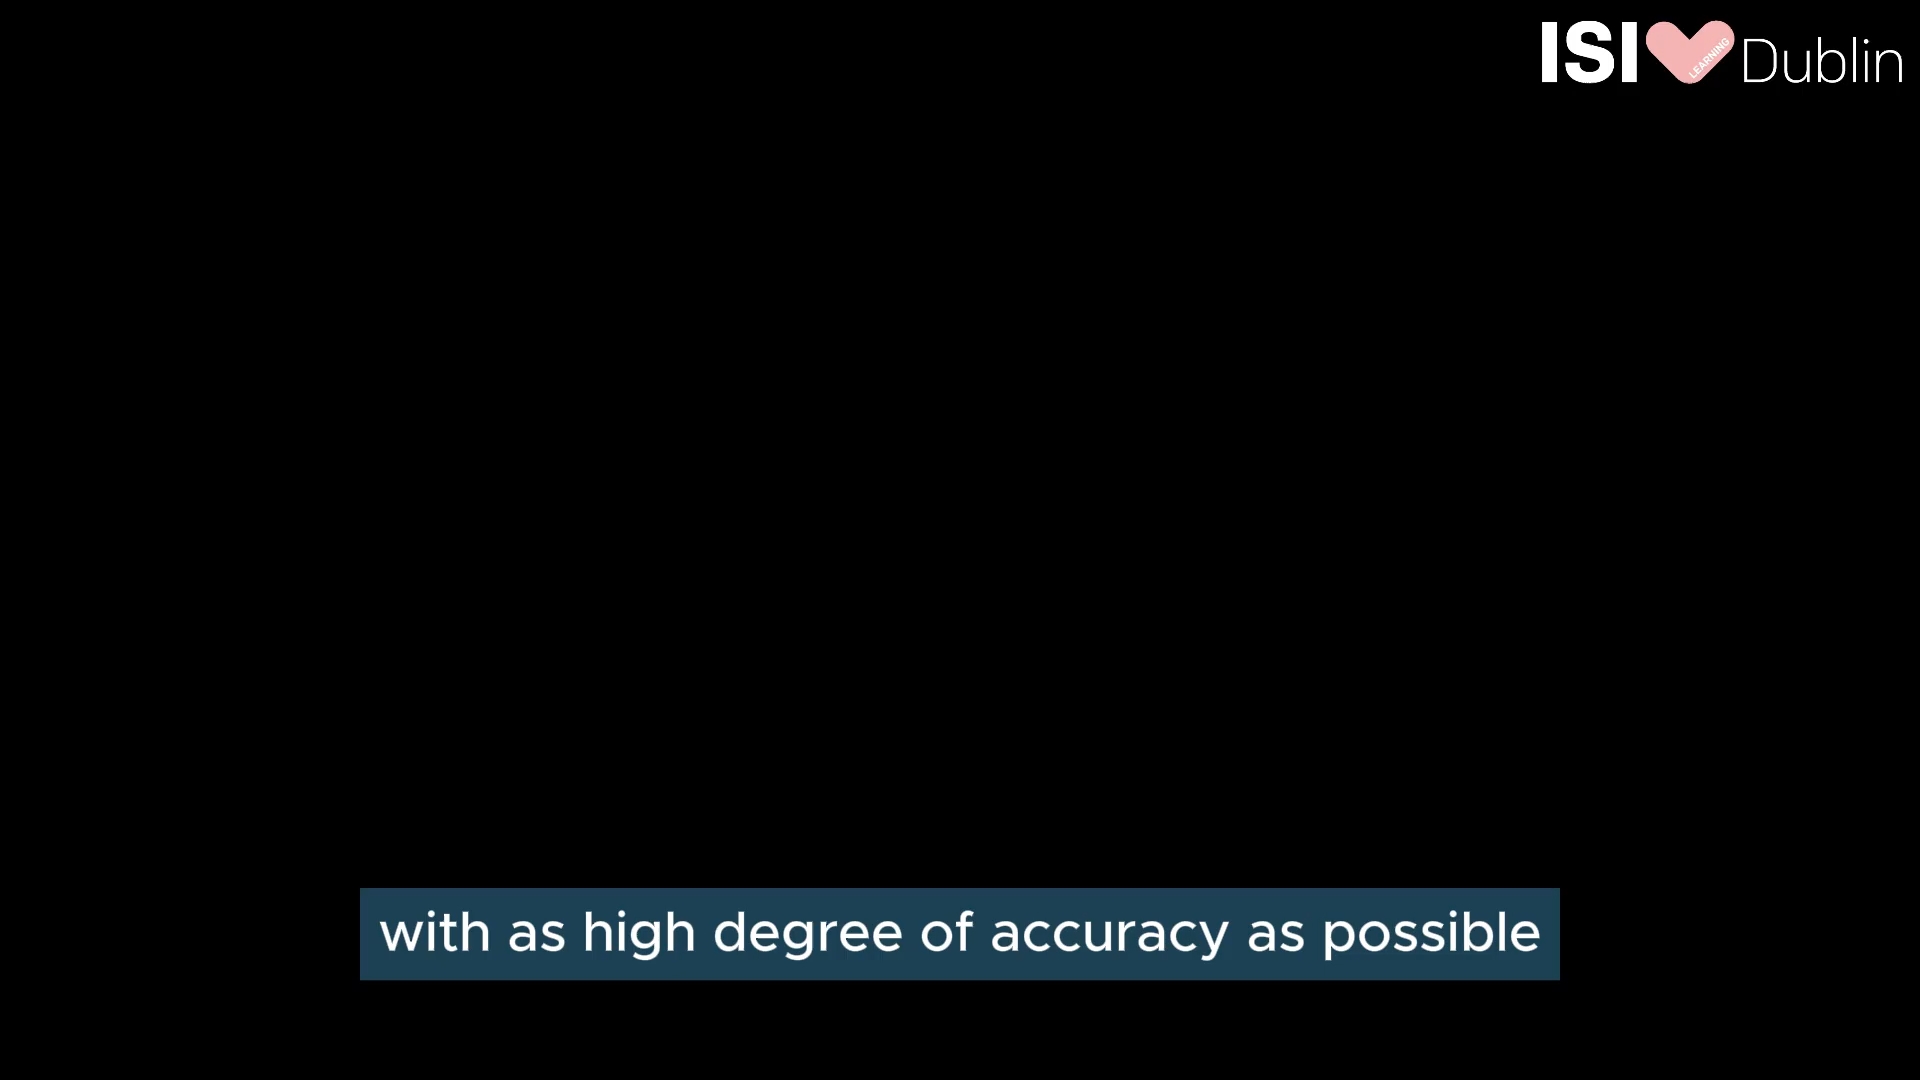 ISI LEARNING Dublin
with as high degree of accuracy as possible